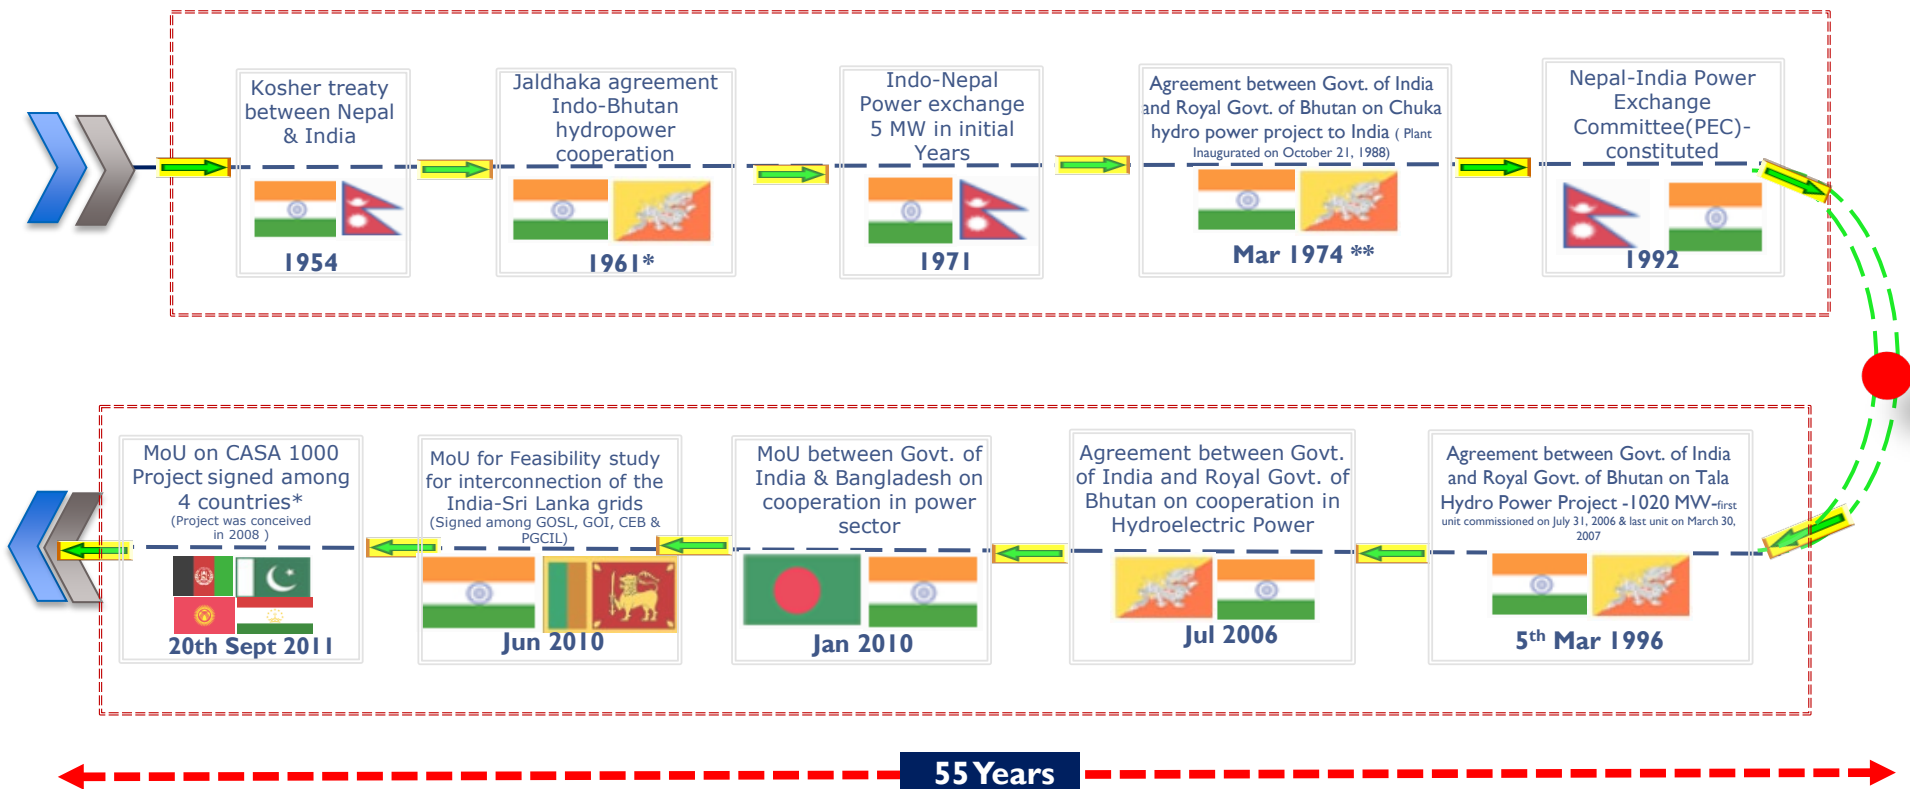 Kosher treaty
between Nepal
& India
1954
Jaldhaka agreement
Indo-Bhutan
hydropower
cooperation
1961*
Indo-Nepal
Power exchange
5 MW in initial
Years
1971
Agreement between Govt. of India
and Royal Govt. of Bhutan on Chuka
hydro power project to India ( Plant
Inaugurated on October 21, 1988)
Mar 1974 **
Nepal-India Power
Exchange
Committee(PEC)-
constituted
1992
MoU on CASA 1000
Project signed among
4 countries*
(Project was conceived
in 2008 )
20th Sept 2011
MoU for Feasibility study
for interconnection of the
India-Sri Lanka grids
(Signed among GOSL, GOI, CEB &
PGCIL)
Jun 2010
MoU between Govt. of
India & Bangladesh on
cooperation in power
sector
Jan 2010
Agreement between Govt.
of India and Royal Govt. of
Bhutan on cooperation in
Hydroelectric Power
Jul 2006
Agreement between Govt. of India
and Royal Govt. of Bhutan on Tala
Hydro Power Project -1020 MW-first
unit commissioned on July 31, 2006 & last unit on March 30,
2007
5th Mar 1996
55 Years